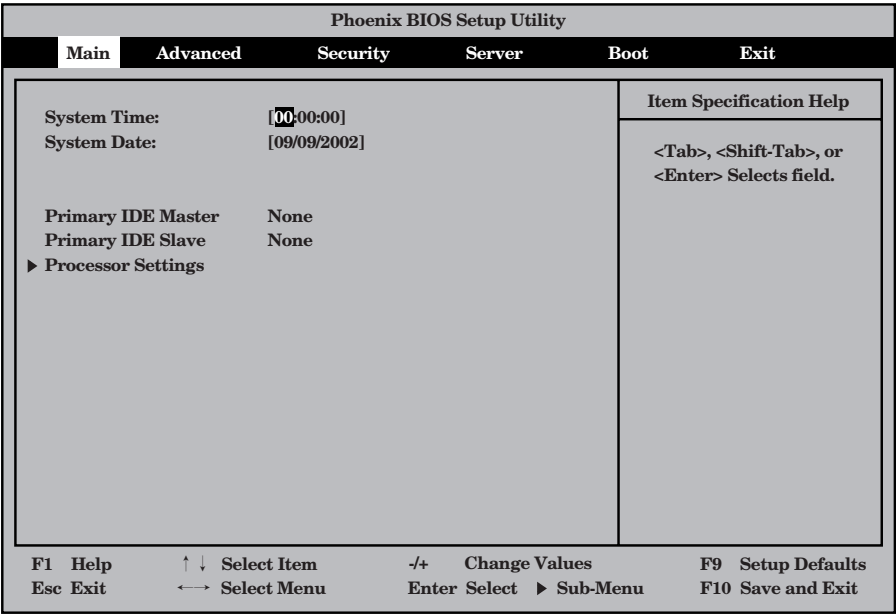 Phoenix BIOS Setup Utility
Main Advanced Security Server Boot Exit
System Time: [00:00:00]
System Date: [09/09/2002]
Primary IDE Master None
Primary IDE Slave None
Processor Settings
Item Specification Help
<Tab>, <Shift-Tab>, or
<Enter> Selects field.
F1 Help ↑ ↓ Select Item -/+ Change Values F9 Setup Defaults
Esc Exit ←→ Select Menu Enter Select ▶ Sub-Menu F10 Save and Exit